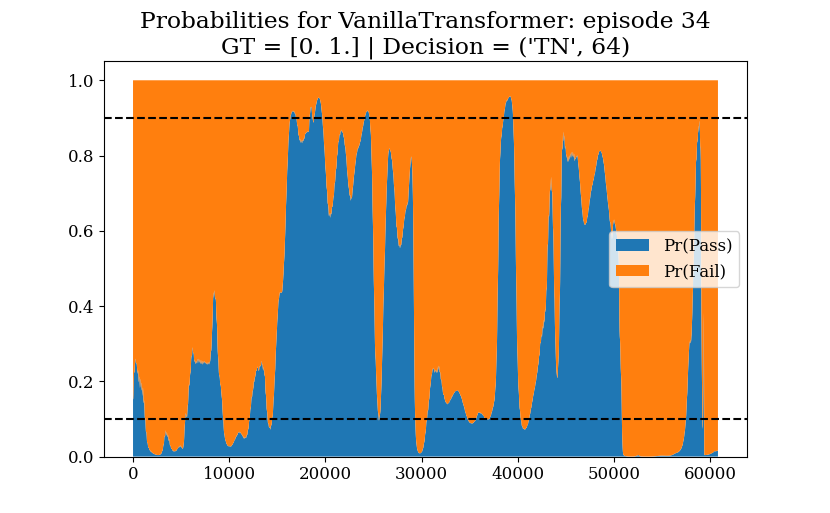 Probabilities for VanillaTransformer: episode 34
GT = [0. 1.] | Decision = ('TN', 64)
1.0
0.8
0.6
0.4
0.2
0.0
Pr(Pass)
Pr(Fail)
0 10000 20000 30000 40000 50000 60000